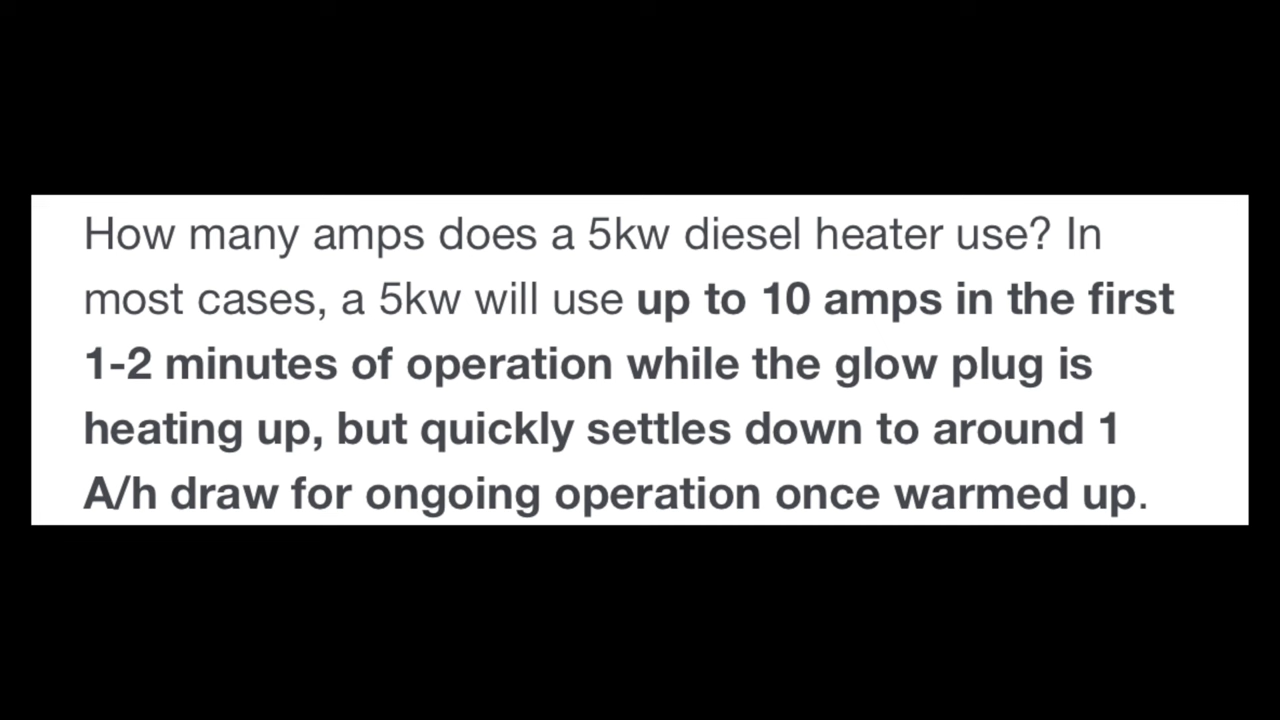 How many amps does a 5kw diesel heater use? In
most cases, a 5kw will use up to 10 amps in the first
1-2 minutes of operation while the glow plug is
heating up, but quickly settles down to around 1
A/h draw for ongoing operation once warmed up.